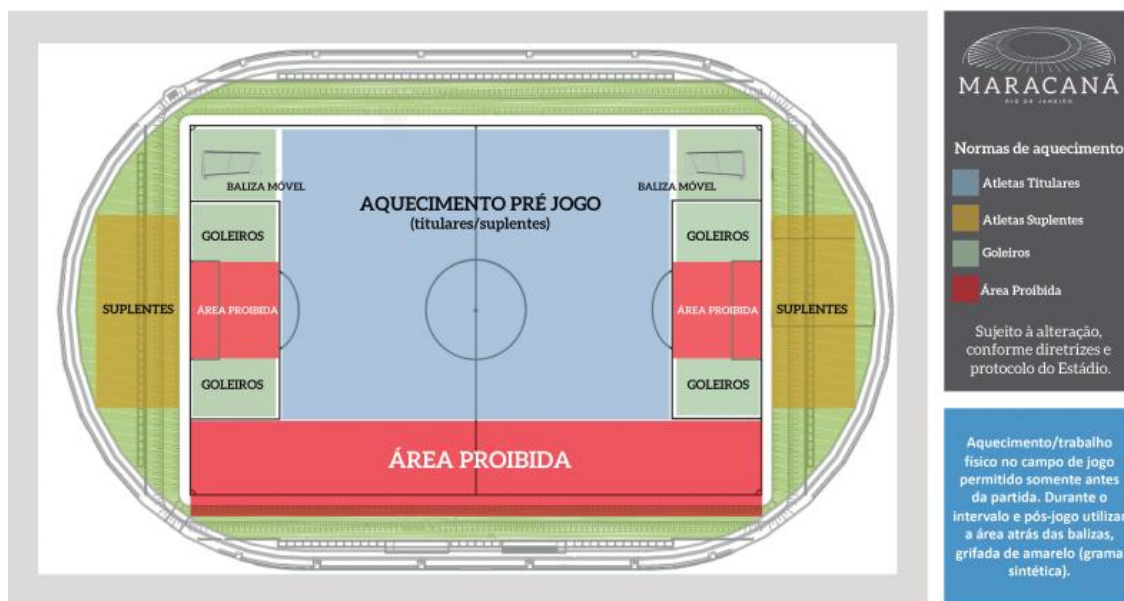 BALIZA MÓVEL
BALIZA MÓVEL
AQUECIMENTO PRÉ JOGO
(titulares/suplentes)
GOLEIROS
GOLEIROS
SUPLENTES
ÁREA PROIBIDA
ÁREA PROIBIDA
SUPLENTES
GOLEIROS
GOLEIROS
ÁREA PROIBIDA
MARACANÃ
RIO DE JANEIRO
Normas de aquecimento
Atletas Titulares
Atletas Suplentes
Goleiros
Área Proibida
Sujeito à alteração,
conforme diretrizes e
protocolo do Estádio.
Aquecimento/trabalho
físico no campo de jogo
permitido somente antes
da partida. Durante o
intervalo e pós-jogo utilizar
a área atrás das balizas,
grifada de amarelo (grama
sintética).